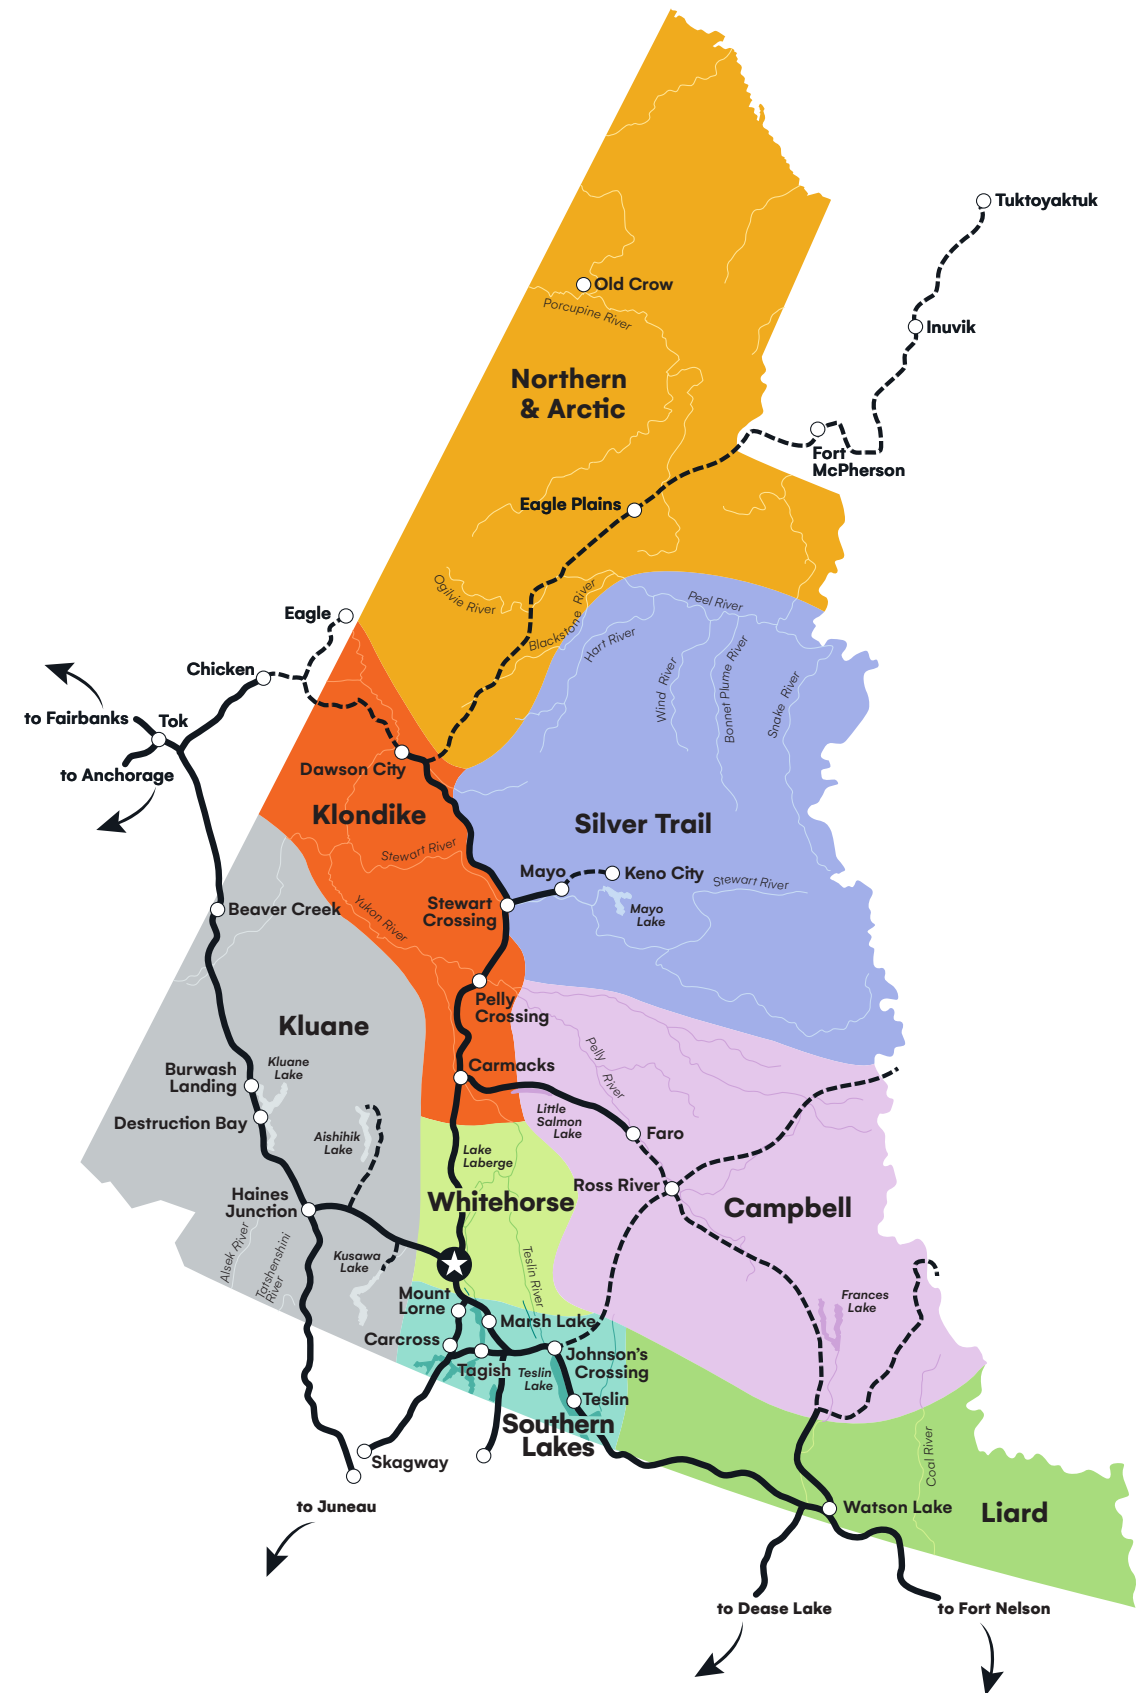 Tuktoyaktuk
Old Crow
Porcupine River
Inuvik
Northern
& Arctic
Fort
McPherson
Eagle Plains
Ogilvie River
Blackstone River
Peel River
Eagle
Hart River
Wind River
Bonnet Plume River
Snake River
Chicken
to Fairbanks
Tok
to Anchorage
Dawson City
Klondike
Silver Trail
Stewart River
Mayo
Keno City
Stewart River
Beaver Creek
Stewart
Crossing
Mayo
Lake
Yukon River
Pelly
Crossing
Kluane
Kluane
Lake
Burwash
Landing
Carmacks
Pelly River
Destruction Bay
Little
Salmon
Lake
Aishihik
Lake
Faro
Lake
Laberge
Ross River
Haines
Junction
Whitehorse
Campbell
Alsek River
Tatshenshini
River
Kusawa
Lake
Teslin River
Mount
Lorne
Frances
Lake
Marsh Lake
Carcross
Tagish
Johnson's
Crossing
Teslin
Lake
Teslin
Southern
Lakes
Skagway
Coal River
to Juneau
Watson Lake
Liard
to Dease Lake
to Fort Nelson